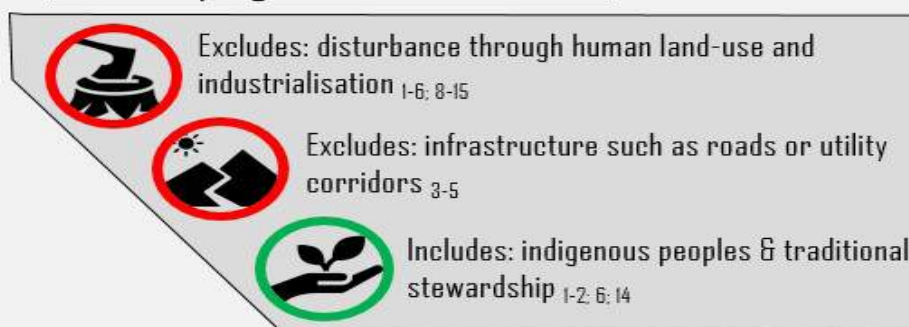 Excludes: disturbance through human land-use and
industrialisation 1-6; 8-15
Excludes: infrastructure such as roads or utility
corridors 3-5
Includes: indigenous peoples & traditional
stewardship 1-2; 6; 14